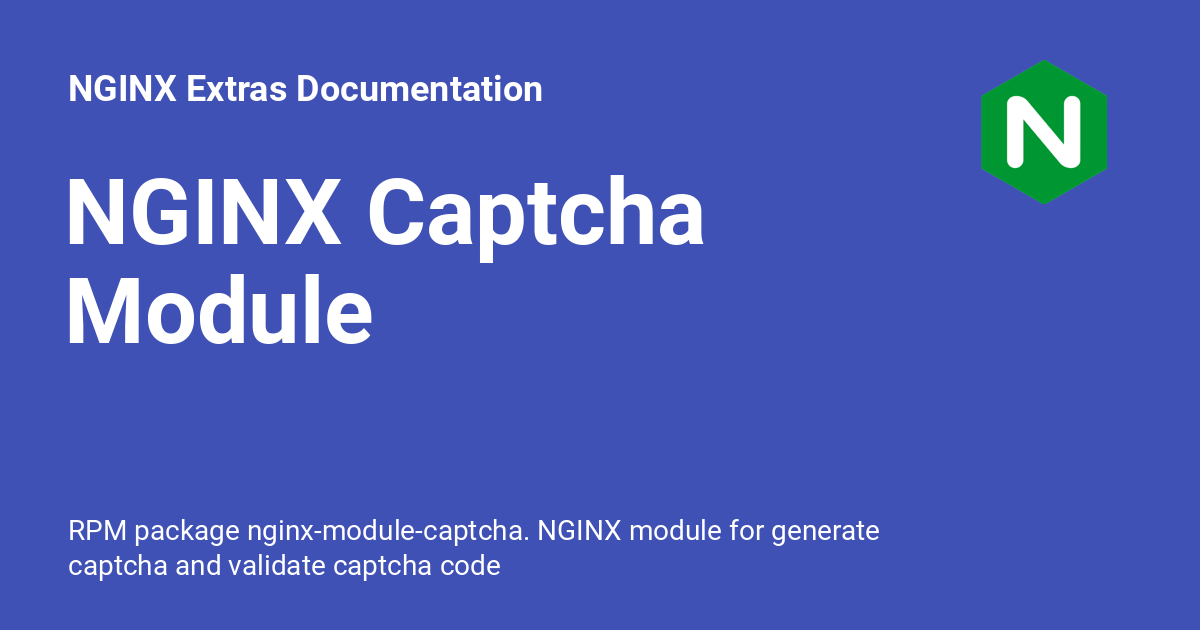 NGINX Extras Documentation
N
NGINX Captcha
Module
RPM package nginx-module-captcha. NGINX module for generate
captcha and validate captcha code